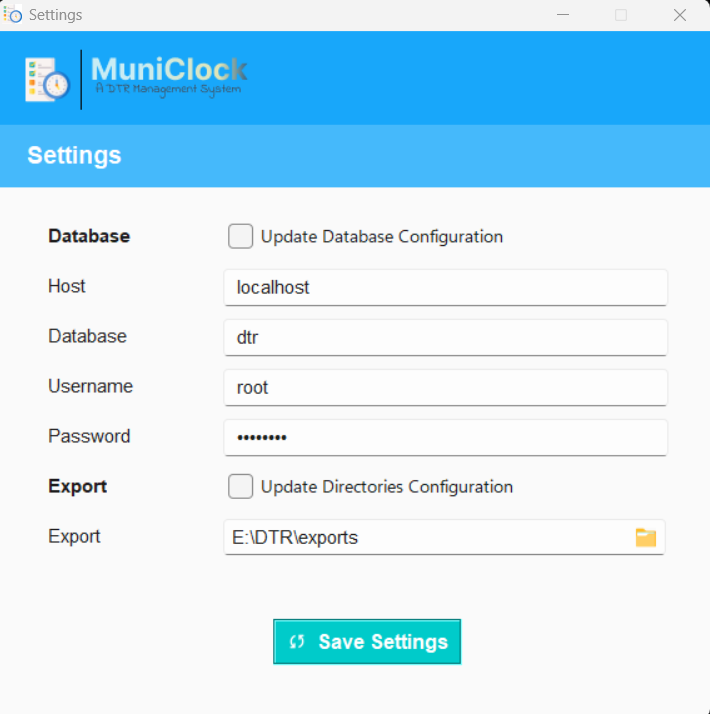 Settings
MuniClock
A DTR Management System
Settings
Database Update Database Configuration
Host localhost
Database dtr
Username root
Password ••••••••
Export Update Directories Configuration
Export E:\DTR\exports
Save Settings